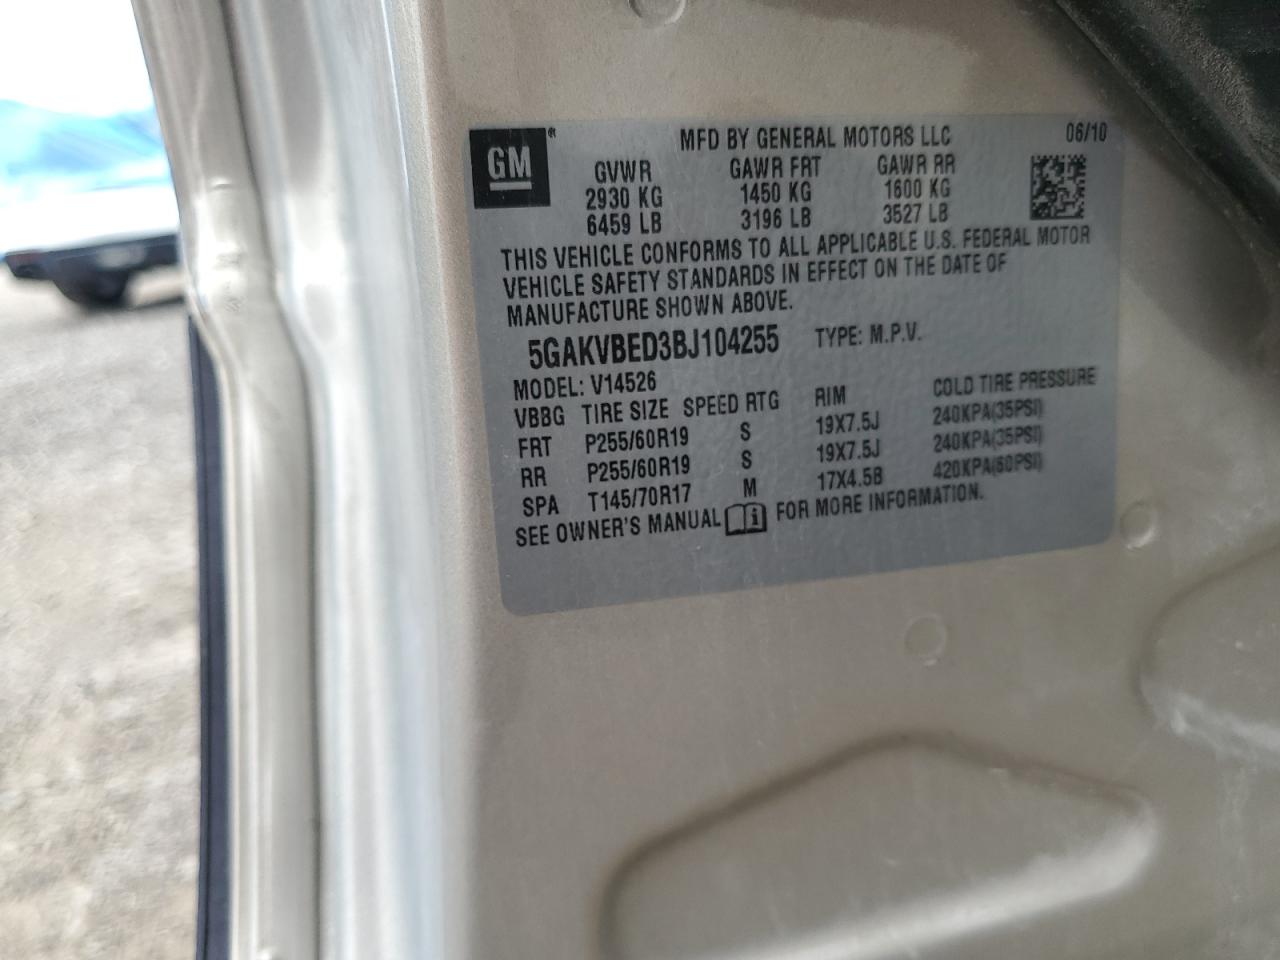 GM ®
MFD BY GENERAL MOTORS LLC 06/10
GVWR GAWR FRT GAWR RR
2930 KG 1450 KG 1600 KG
6459 LB 3196 LB 3527 LB
THIS VEHICLE CONFORMS TO ALL APPLICABLE U.S. FEDERAL MOTOR
VEHICLE SAFETY STANDARDS IN EFFECT ON THE DATE OF
MANUFACTURE SHOWN ABOVE.
5GAKVBED3BJ104255 TYPE: M.P.V.
MODEL: V14526
VBBG TIRE SIZE SPEED RTG RIM COLD TIRE PRESSURE
FRT P255/60R19 S 19X7.5J 240KPA(35PSI)
RR P255/60R19 S 19X7.5J 240KPA(35PSI)
SPA T145/70R17 M 17X4.5B 420KPA(60PSI)
SEE OWNER'S MANUAL i FOR MORE INFORMATION.